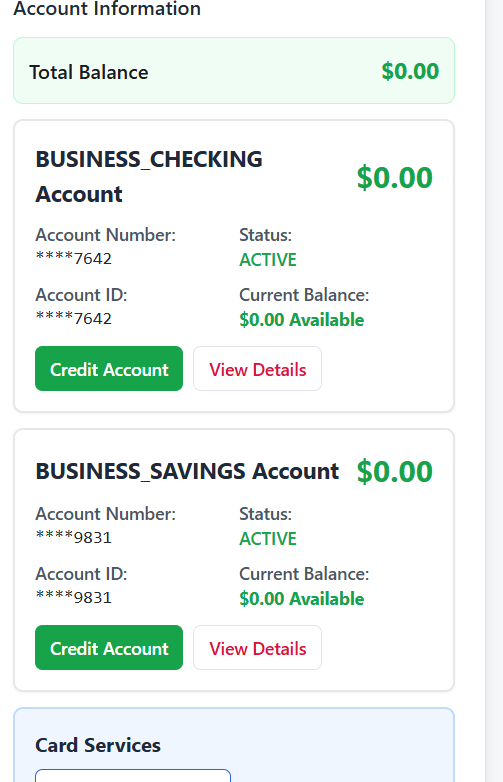 Account Information
Total Balance $0.00
BUSINESS_CHECKING
Account
$0.00
Account Number: Status:
****7642 ACTIVE
Account ID: Current Balance:
****7642 $0.00 Available
Credit Account View Details
BUSINESS_SAVINGS Account $0.00
Account Number: Status:
****9831 ACTIVE
Account ID: Current Balance:
****9831 $0.00 Available
Credit Account View Details
Card Services